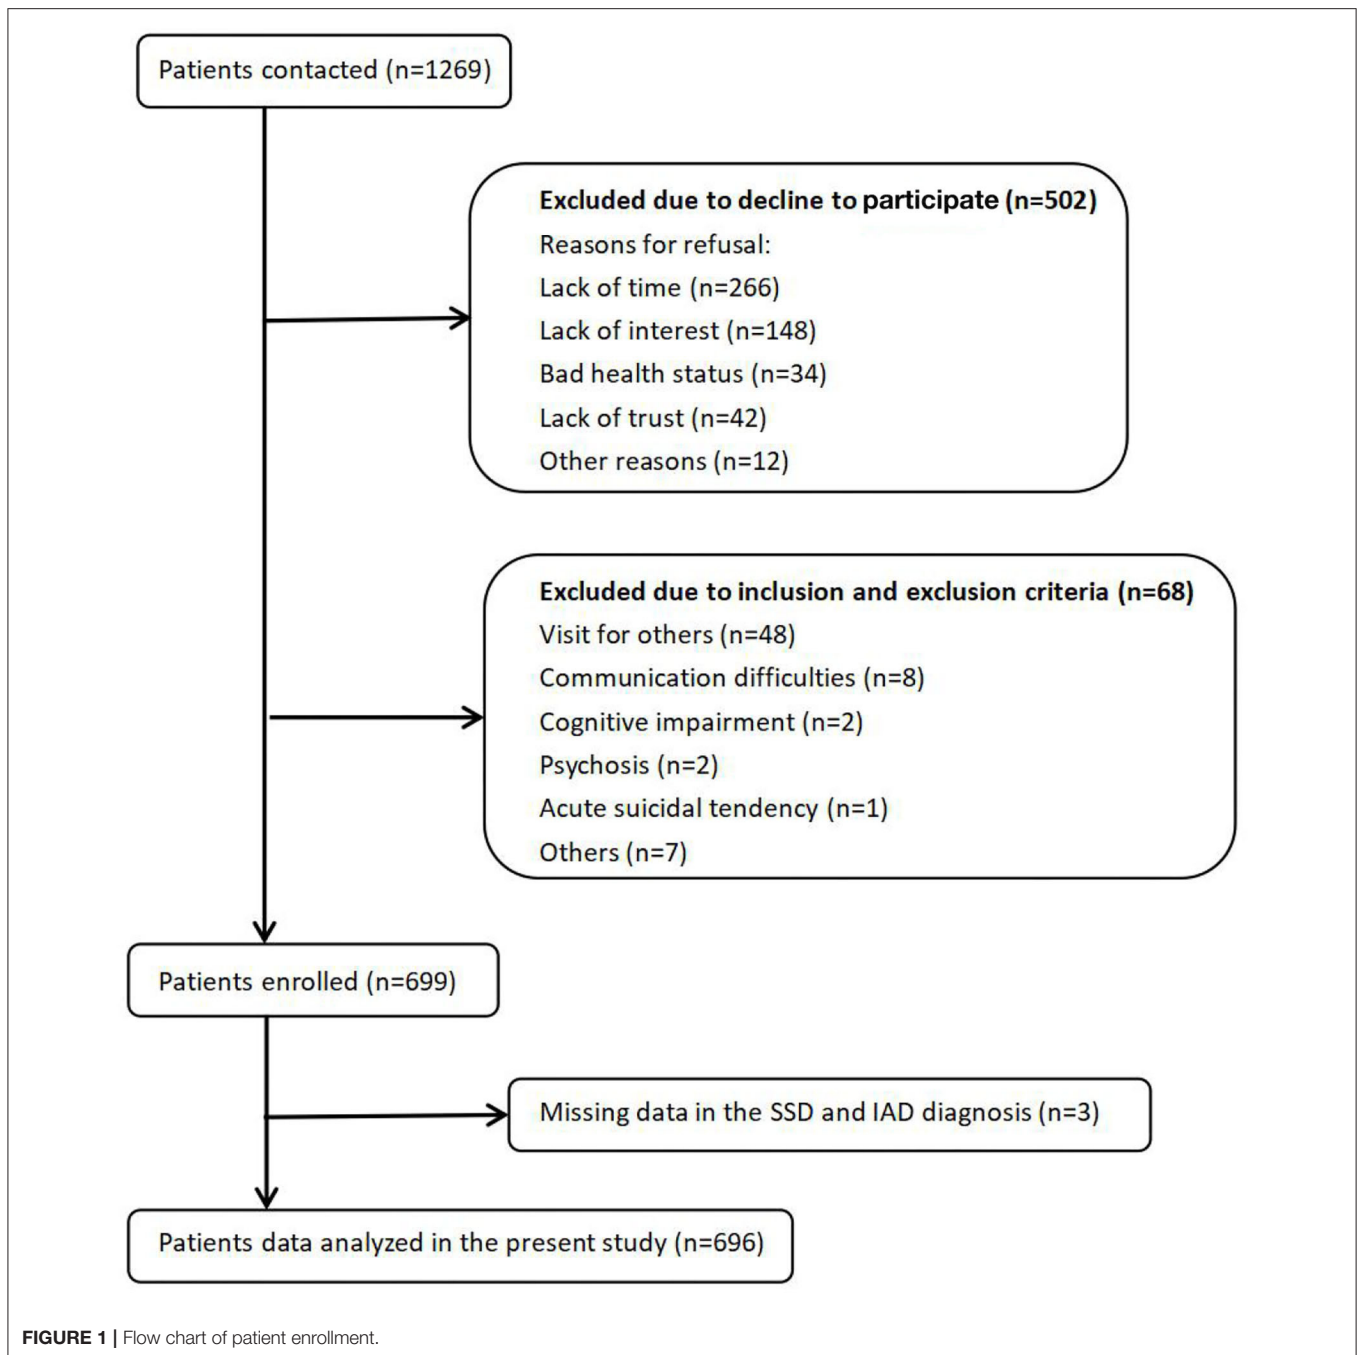 Patients contacted (n=1269)
Excluded due to decline to participate (n=502)
Reasons for refusal:
Lack of time (n=266)
Lack of interest (n=148)
Bad health status (n=34)
Lack of trust (n=42)
Other reasons (n=12)
Excluded due to inclusion and exclusion criteria (n=68)
Visit for others (n=48)
Communication difficulties (n=8)
Cognitive impairment (n=2)
Psychosis (n=2)
Acute suicidal tendency (n=1)
Others (n=7)
Patients enrolled (n=699)
Missing data in the SSD and IAD diagnosis (n=3)
Patients data analyzed in the present study (n=696)
FIGURE 1 | Flow chart of patient enrollment.